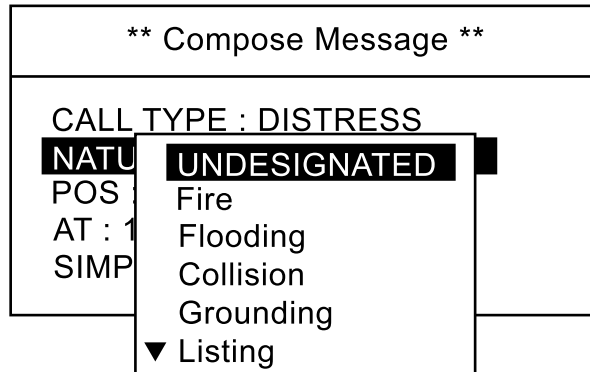 ** Compose Message **
CALL TYPE : DISTRESS
NATU
POS :
AT : 1
SIMP
UNDESIGNATED
Fire
Flooding
Collision
Grounding
▼ Listing